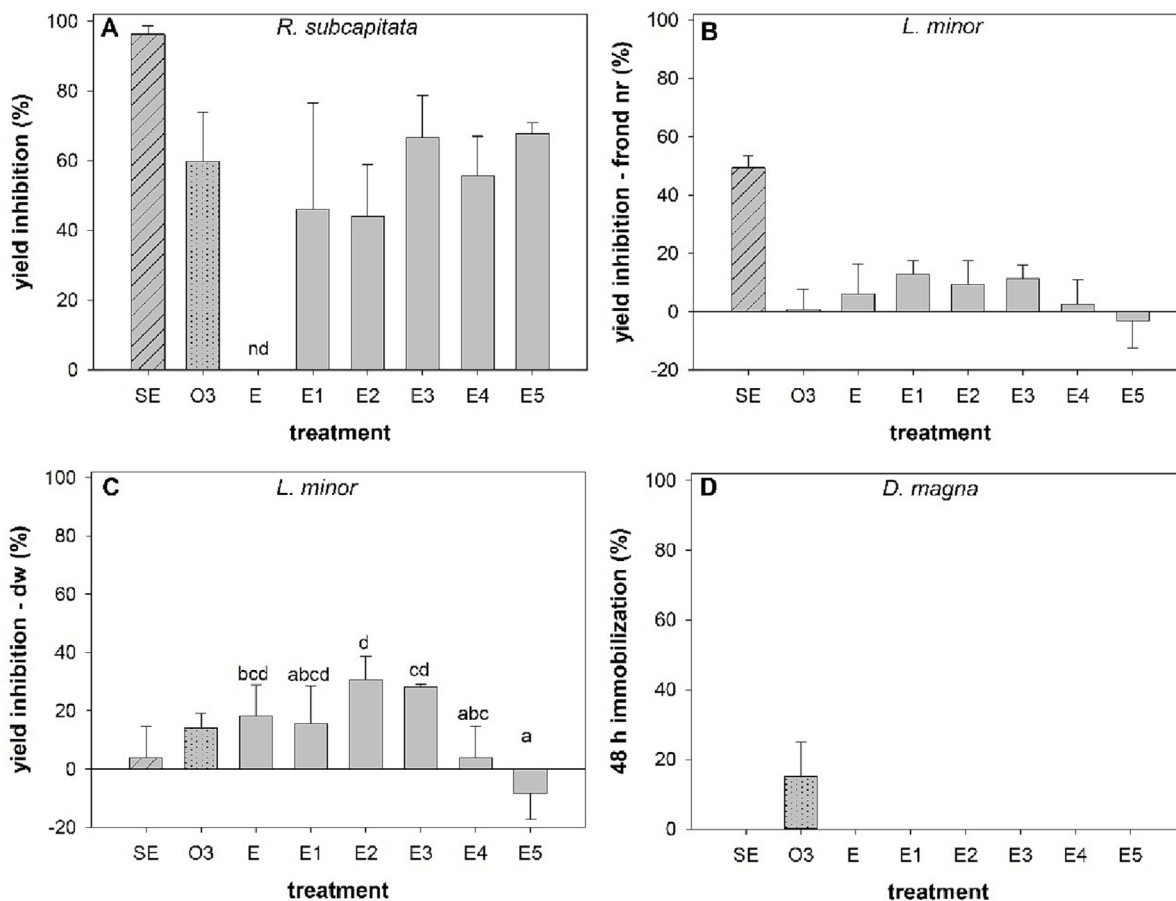 A
R. subcapitata
yield inhibition (%)
100
80
60
40
20
0
nd
SE O3 E E1 E2 E3 E4 E5
treatment
B
L. minor
yield inhibition - frond nr (%)
100
80
60
40
20
0
-20
SE O3 E E1 E2 E3 E4 E5
treatment
C
L. minor
yield inhibition - dw (%)
100
80
60
40
20
0
-20
bcd abcd d cd abc a
SE O3 E E1 E2 E3 E4 E5
treatment
D
D. magna
48 h immobilization (%)
100
80
60
40
20
0
SE O3 E E1 E2 E3 E4 E5
treatment